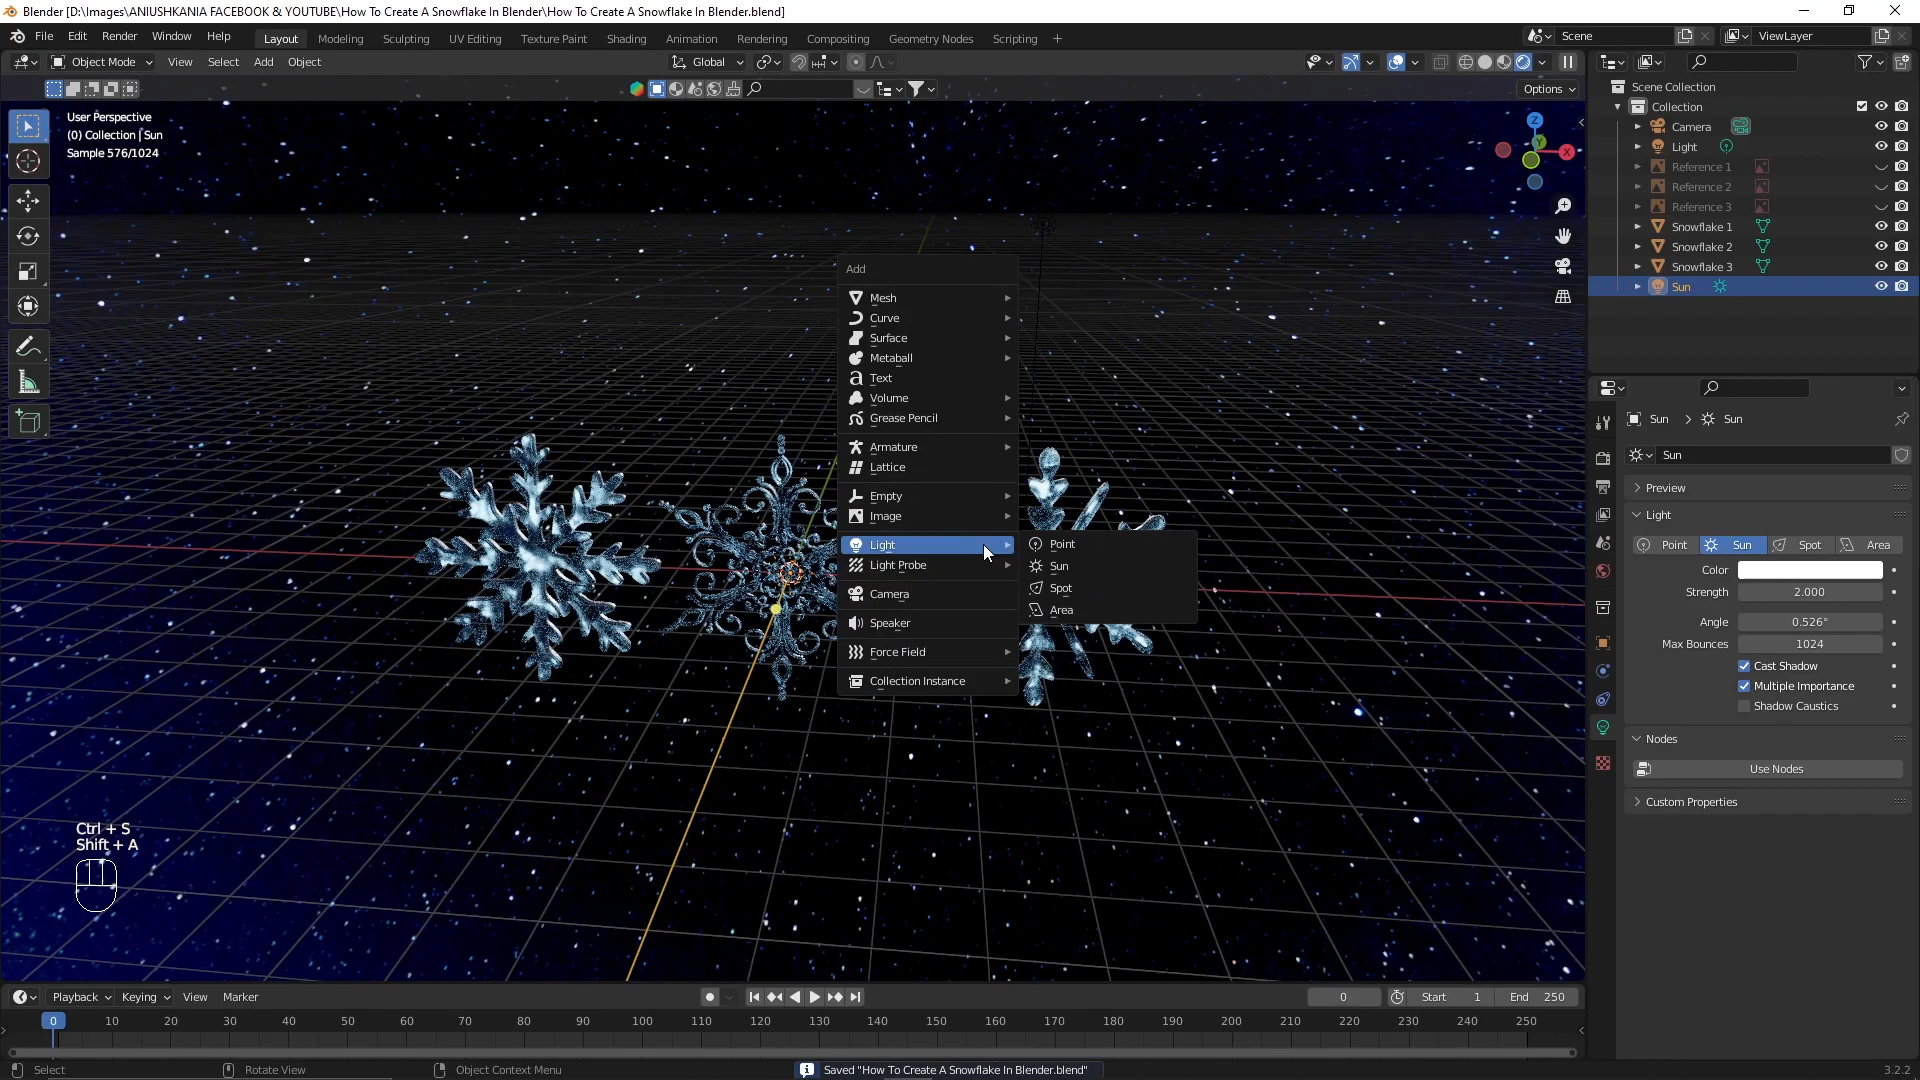 Blender [D:\Images\ANIUSHKANIA FACEBOOK & YOUTUBE\How To Create A Snowflake In Blender\How To Create A Snowflake In Blender.blend]
File Edit Render Window Help
Layout Modeling Sculpting UV Editing Texture Paint Shading Animation Rendering Compositing Geometry Nodes Scripting
Scene
ViewLayer
Object Mode View Select Add Object
Global
Options
User Perspective
(0) Collection | Sun
Sample 576/1024
Z
Y
X
Add
Mesh
Curve
Surface
Metaball
Text
Volume
Grease Pencil
Armature
Lattice
Empty
Image
Light
Light Probe
Camera
Speaker
Force Field
Collection Instance
Point
Sun
Spot
Area
Ctrl + S
Shift + A
Scene Collection
Collection
Camera
Light
Reference 1
Reference 2
Reference 3
Snowflake 1
Snowflake 2
Snowflake 3
Sun
Sun Sun
Sun
Preview
Light
Point Sun Spot Area
Color
Strength 2.000
Angle 0.526°
Max Bounces 1024
Cast Shadow
Multiple Importance
Shadow Caustics
Nodes
Use Nodes
Custom Properties
Playback Keying View Marker
0 Start 1 End 250
0 10 20 30 40 50 60 70 80 90 100 110 120 130 140 150 160 170 180 190 200 210 220 230 240 250
Select Rotate View Object Context Menu
Saved "How To Create A Snowflake In Blender.blend"
3.2.2